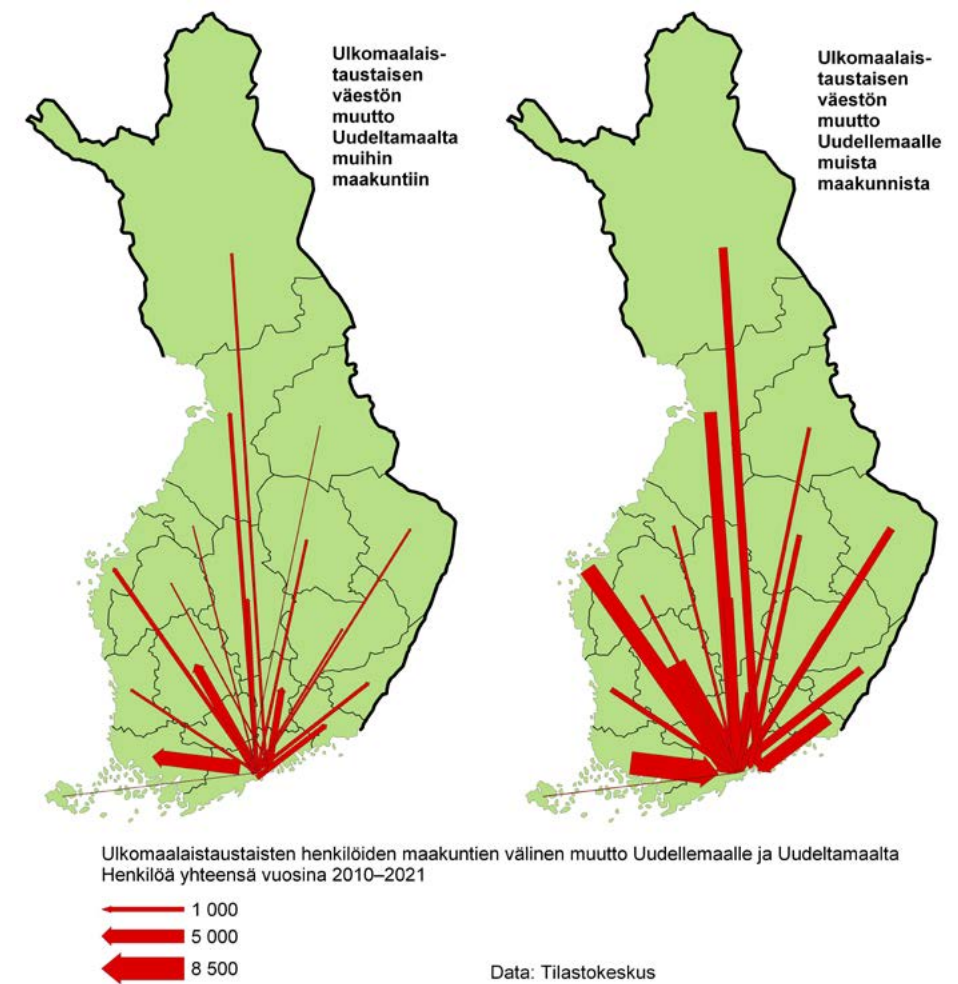 Ulkomaalais-
taustaisen
väestön
muutto
Uudeltamaalta
muihin
maakuntiin
Ulkomaalais-
taustaisen
väestön
muutto
Uudellemaalle
muista
maakunnista
Ulkomaalaistaustaisten henkilöiden maakuntien välinen muutto Uudellemaalle ja Uudeltamaalta
Henkilöä yhteensä vuosina 2010–2021
1 000
5 000
8 500
Data: Tilastokeskus